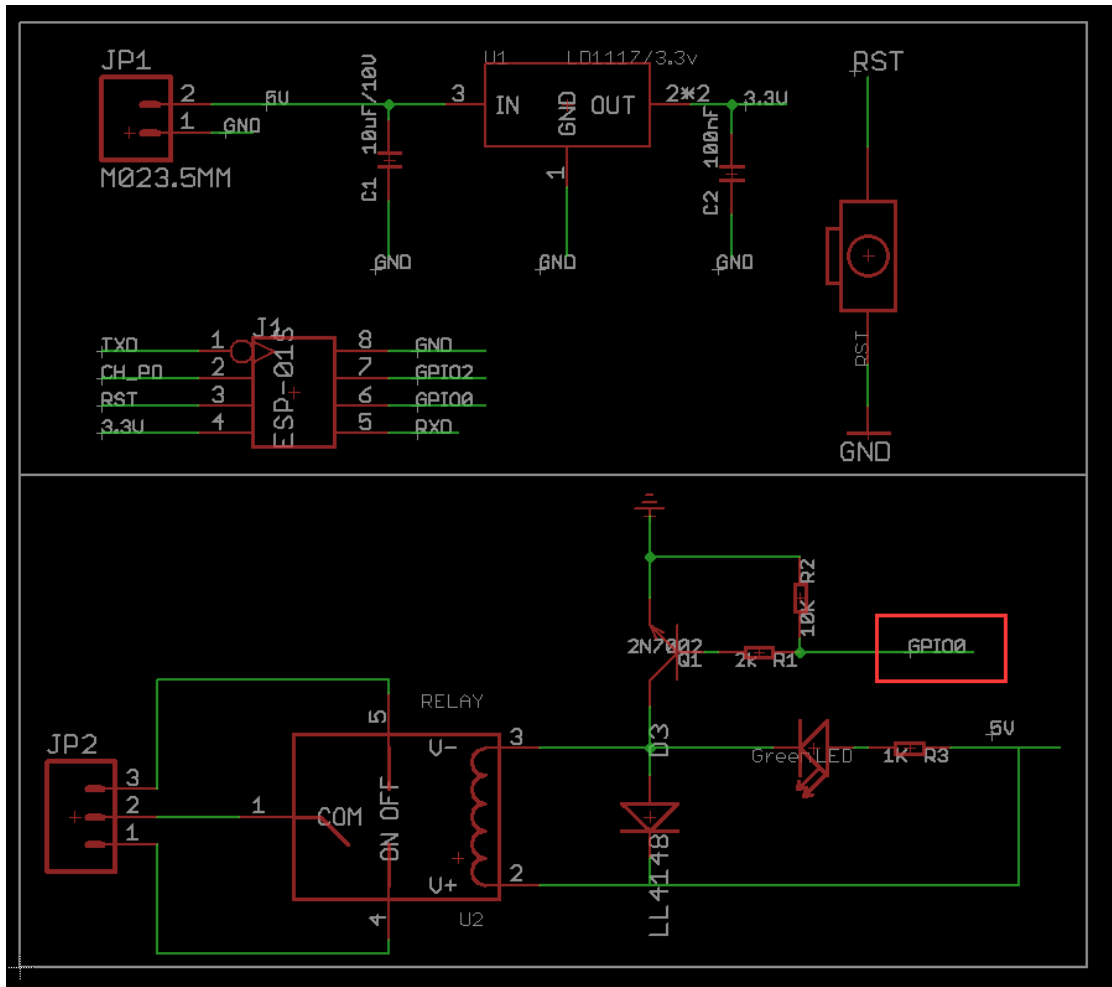 JP1
2
5V
1
GND
M023.5MM
10uF/10V
C1
GND
U1
LD1117/3.3v
3
IN
GND
OUT
2*2
3.3V
1
GND
100nF
C2
GND
RST
RST
GND
J1
ESP-01S
TXD
1
8
GND
CH_PD
2
7
GPIO2
RST
3
6
GPIO0
3.3V
4
5
RXD
R2
10K
2N7002
Q1
2k
R1
GPIO0
RELAY
5
V-
3
D3
GreenLED
1K
R3
5V
JP2
3
2
1
1
COM
ON OFF
V+
2
4
U2
LL4148